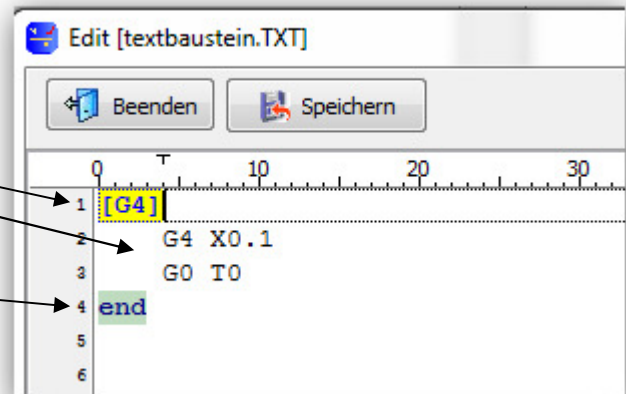 Edit [textbaustein.TXT]
Beenden Speichern
0 10 20 30
1 [G4]
2 G4 X0.1
3 G0 T0
4 end
5
6